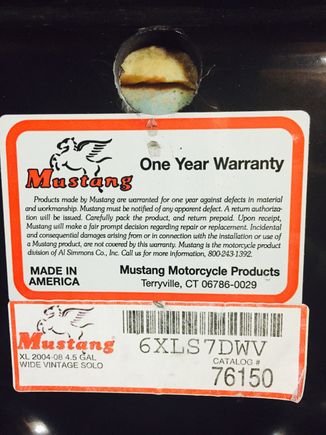 Mustang
One Year Warranty
Products made by Mustang are warranted for one year against defects in material
and workmanship. Mustang must be notified of any apparent defect. A return authoriza-
tion will be issued. Carefully pack the product, and return prepaid. Upon receipt,
Mustang will make a fair prompt decision regarding repair or replacement. Incidental
and consequential damages arising from or in connection with the installation or use of
a Mustang product, are not covered by this warranty. Mustang is the motorcycle product
division of Al Simmons Co., Inc. Call us for more information, 800-243-1392.
MADE IN
AMERICA
Mustang Motorcycle Products
Terryville, CT 06786-0029
Mustang
XL 2004-08 4.5 GAL
WIDE VINTAGE SOLO
6XLS7DWV
CATALOG #
76150